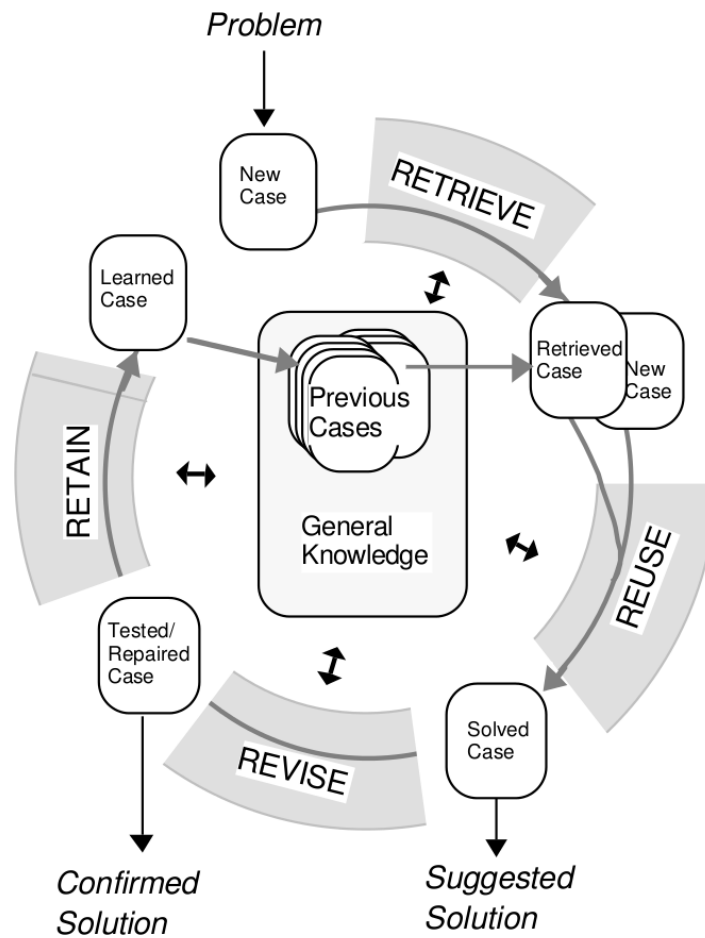 Problem
New
Case
RETRIEVE
Learned
Case
Retrieved
Case
New
Case
Previous
Cases
General
Knowledge
RETAIN
REUSE
Tested/
Repaired
Case
REVISE
Solved
Case
Confirmed
Solution
Suggested
Solution